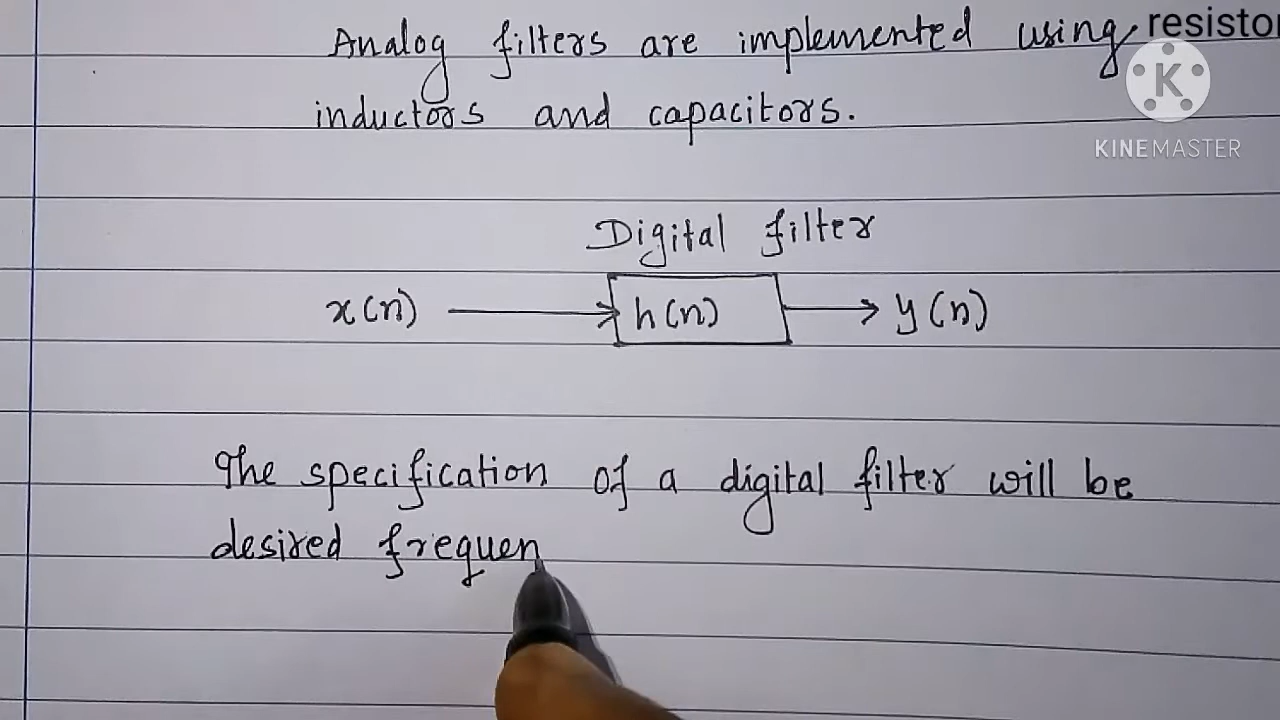 Analog filters are implemented using resistor
inductors and capacitors.
KINEMASTER
Digital filter
x(n) h(n) y(n)
The specification of a digital filter will be
desired frequen